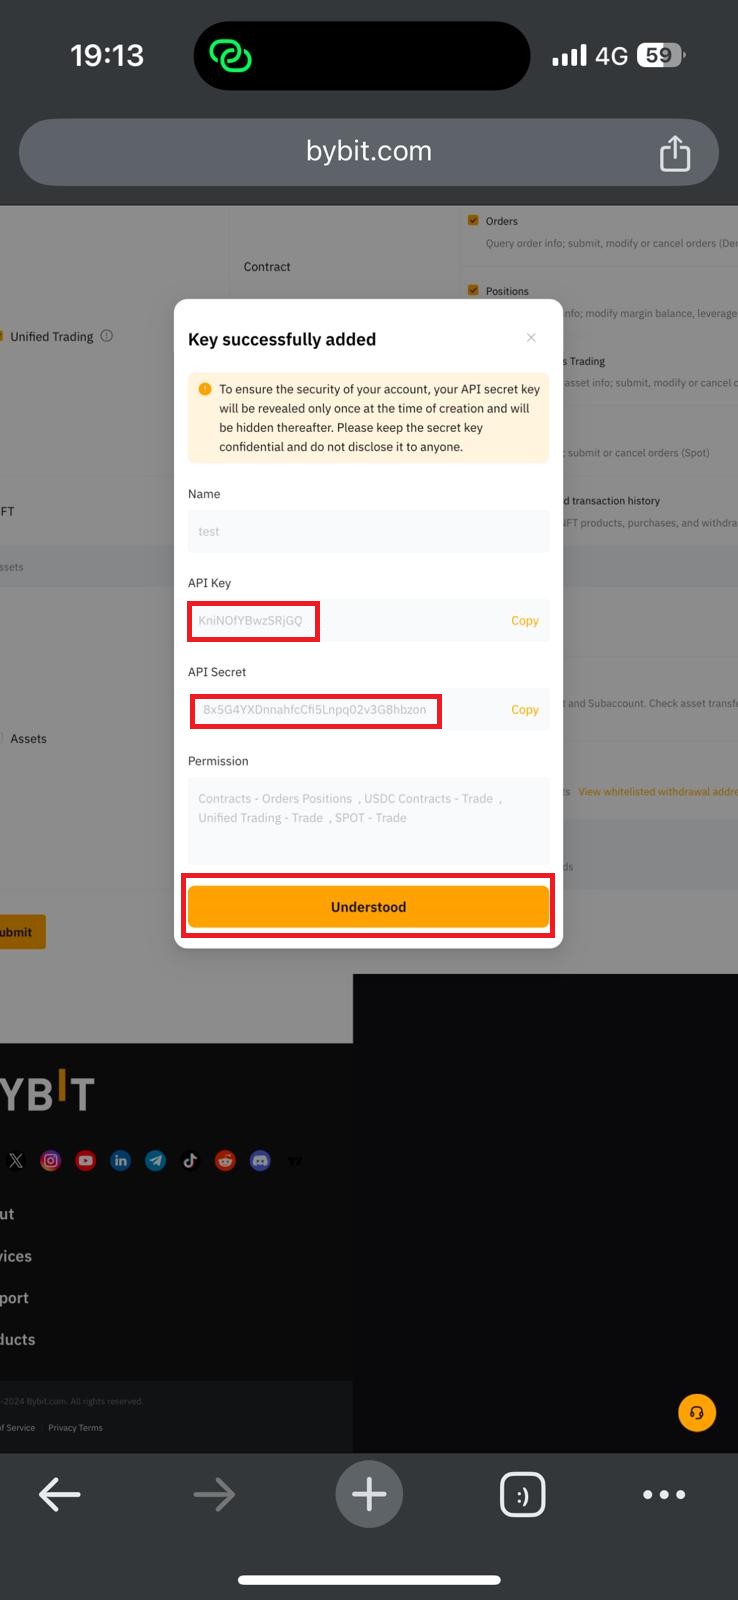 19:13
4G
59
bybit.com
Orders
Query order info; submit, modify or cancel orders (Der
Contract
Positions
nfo; modify margin balance, leverage
Unified Trading
Key successfully added
s Trading
To ensure the security of your account, your API secret key
will be revealed only once at the time of creation and will
be hidden thereafter. Please keep the secret key
confidential and do not disclose it to anyone.
asset info; submit, modify or cancel o
; submit or cancel orders (Spot)
Name
d transaction history
FT
test
NFT products, purchases, and withdra
ssets
API Key
KniNOfYBwzSRjGQ
Copy
API Secret
8x5G4YXDnnahfcCfi5Lnpq02v3G8hbzon
Copy
t and Subaccount. Check asset transfe
Assets
Permission
Contracts - Orders Positions , USDC Contracts - Trade ,
Unified Trading - Trade , SPOT - Trade
ts View whitelisted withdrawal addre
ds
Understood
ubmit
YBIT
ut
vices
port
ducts
-2024 Bybit.com. All rights reserved.
of Service | Privacy Terms
:)